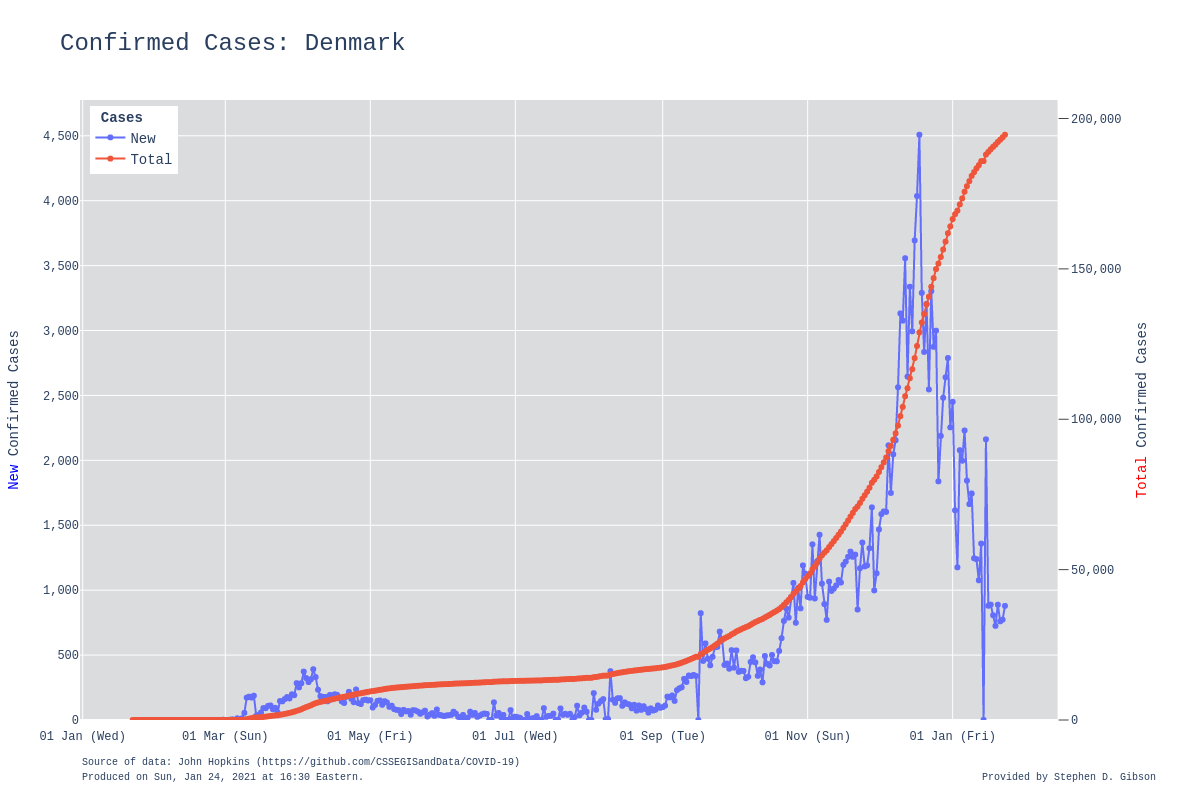 Confirmed Cases: Denmark
Cases
New
Total
4,500
4,000
3,500
3,000
2,500
2,000
1,500
1,000
500
0
New Confirmed Cases
200,000
150,000
100,000
50,000
0
Total Confirmed Cases
01 Jan (Wed) 01 Mar (Sun) 01 May (Fri) 01 Jul (Wed) 01 Sep (Tue) 01 Nov (Sun) 01 Jan (Fri)
Source of data: John Hopkins (https://github.com/CSSEGISandData/COVID-19)
Produced on Sun, Jan 24, 2021 at 16:30 Eastern.
Provided by Stephen D. Gibson